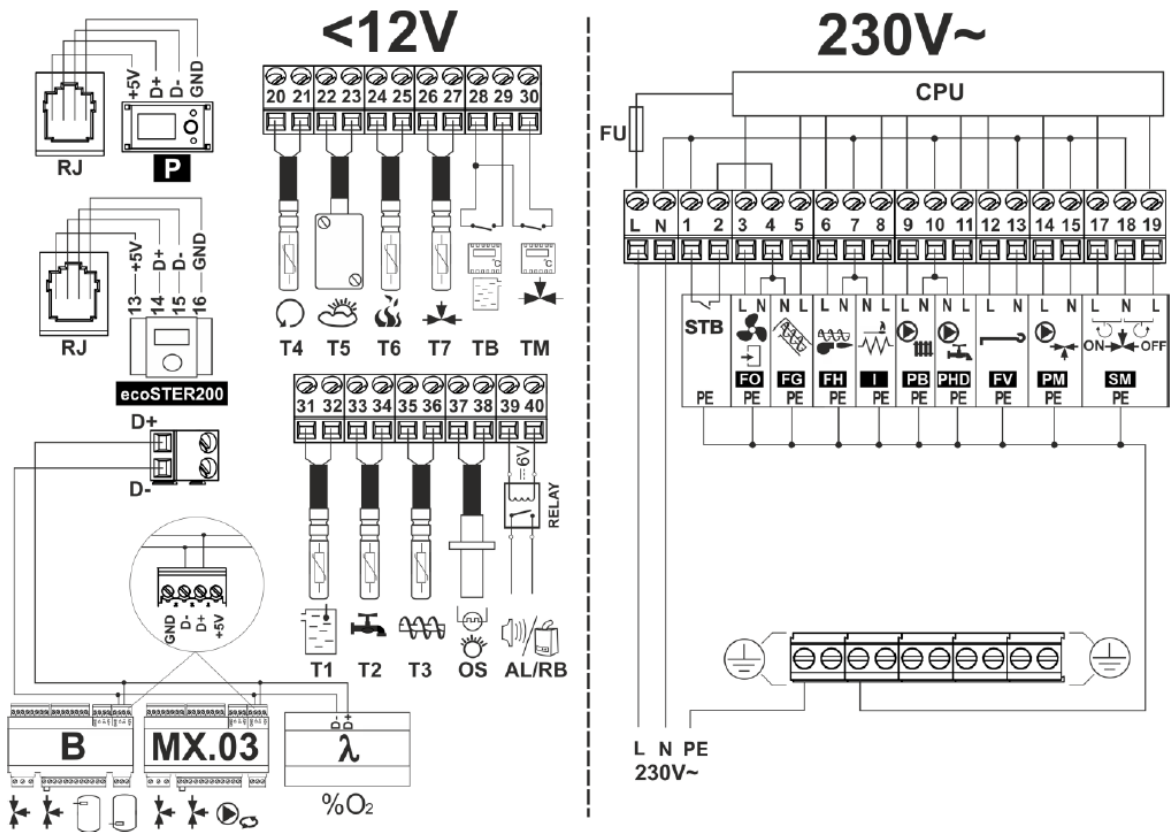 <12V
230V~
+5V D+ D- GND
RJ
P
+5V D+ D- GND
13 14 15 16
RJ
ecoSTER200
D+
D-
GND D- D+ +5V
B
MX.03
D- D+
λ
%O2
20 21 22 23 24 25 26 27 28 29 30
°C °C
T4 T5 T6 T7 TB TM
31 32 33 34 35 36 37 38 39 40
6V
RELAY
T1 T2 T3 OS AL/RB
CPU
FU
L N 1 2 3 4 5 6 7 8 9 10 11 12 13 14 15 17 18 19
L N N L L N N L L N N L L N L N L N L
STB
ON OFF
FO FG FH I PB PHD FV PM SM
PE PE PE PE PE PE PE PE PE PE
L N PE
230V~